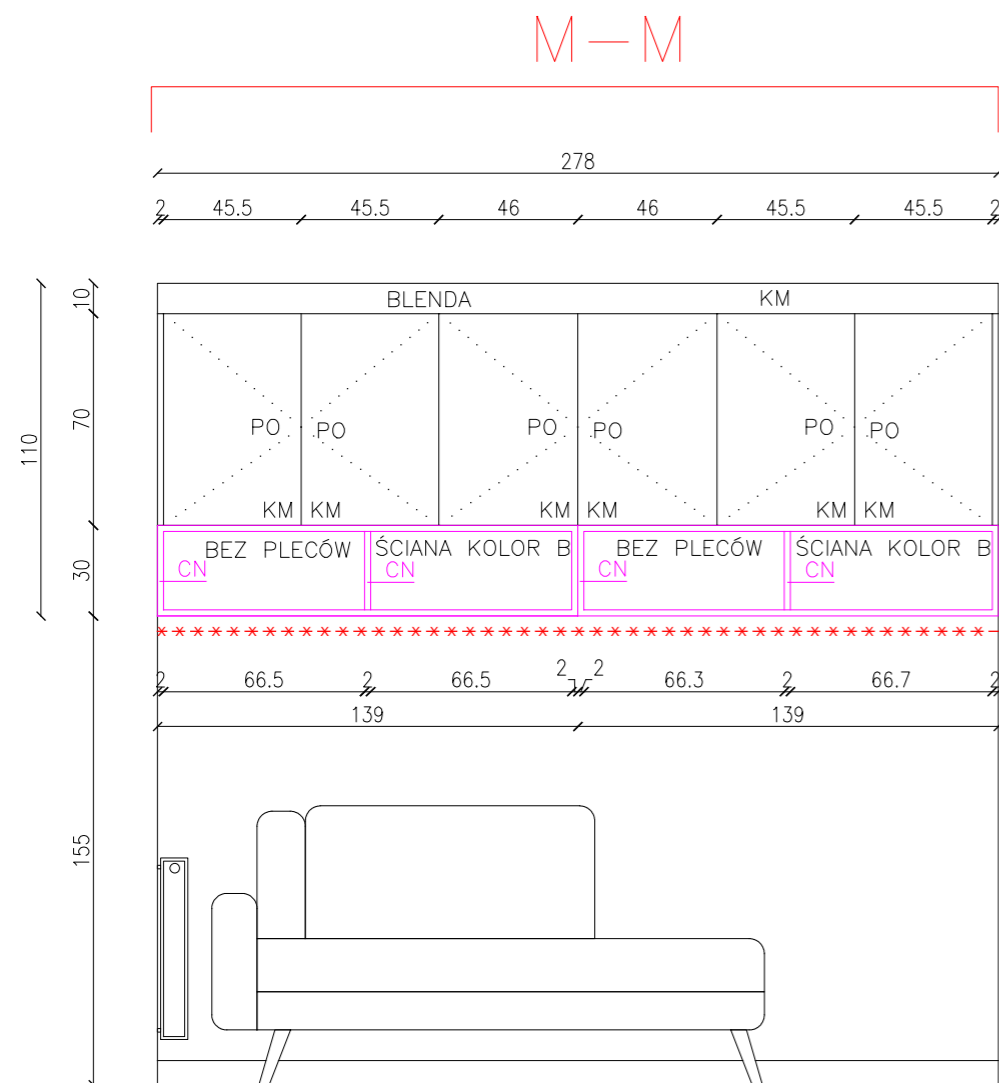 M—M
278
2 45.5 45.5 46 46 45.5 45.5 2
10
BLENDA KM
70
110
PO PO PO PO PO PO
KM KM KM KM KM KM
30
BEZ PLECÓW ŚCIANA KOLOR B BEZ PLECÓW ŚCIANA KOLOR B
CN CN CN CN
2 66.5 2 66.5 2 2 66.3 2 66.7 2
139 139
155